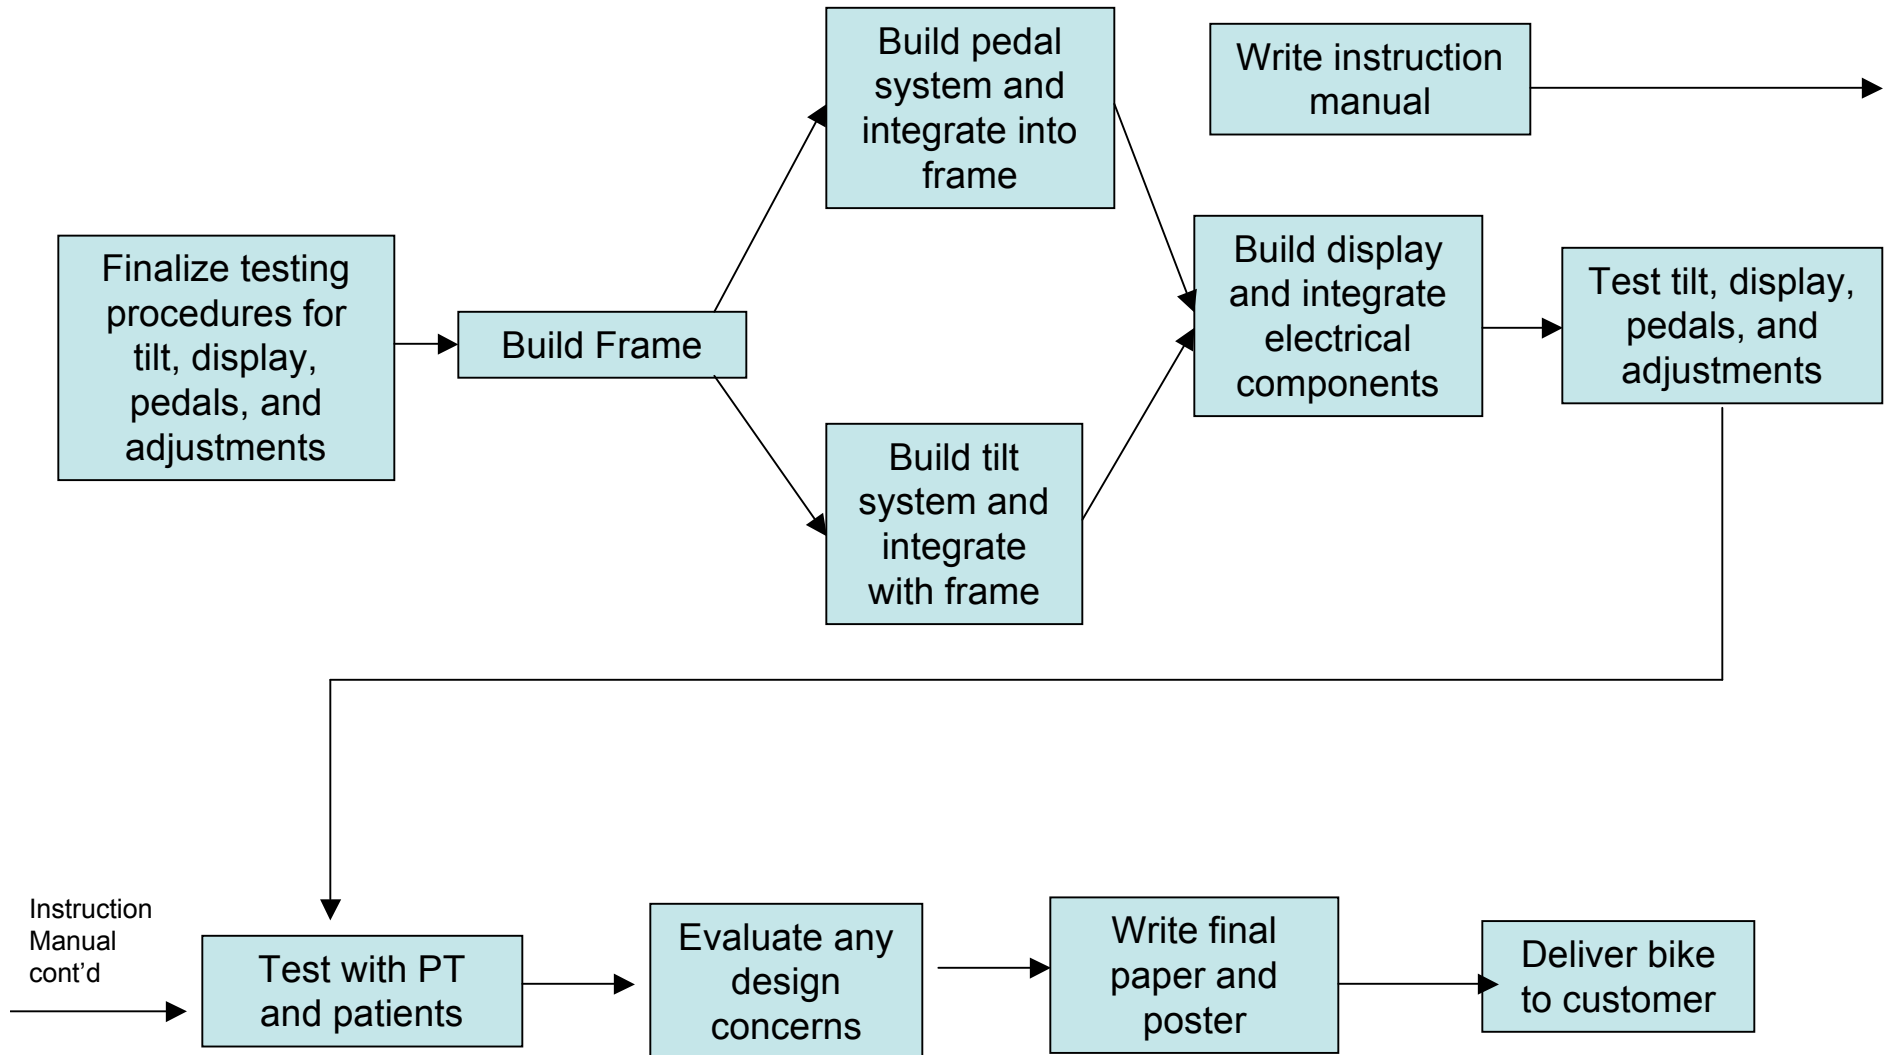 Build pedal
system and
integrate into
frame
Write instruction
manual
Finalize testing
procedures for
tilt, display,
pedals, and
adjustments
Build Frame
Build display
and integrate
electrical
components
Test tilt, display,
pedals, and
adjustments
Build tilt
system and
integrate
with frame
Instruction
Manual
cont’d
Test with PT
and patients
Evaluate any
design
concerns
Write final
paper and
poster
Deliver bike
to customer